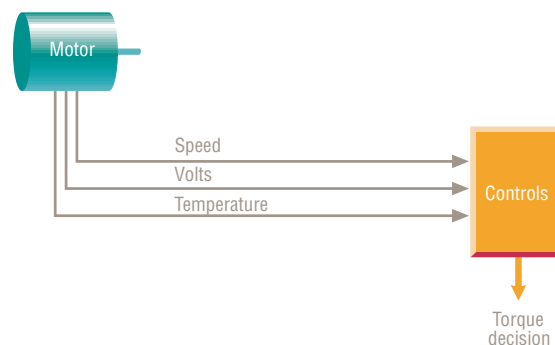 Motor
Speed
Volts
Temperature
Controls
Torque
decision